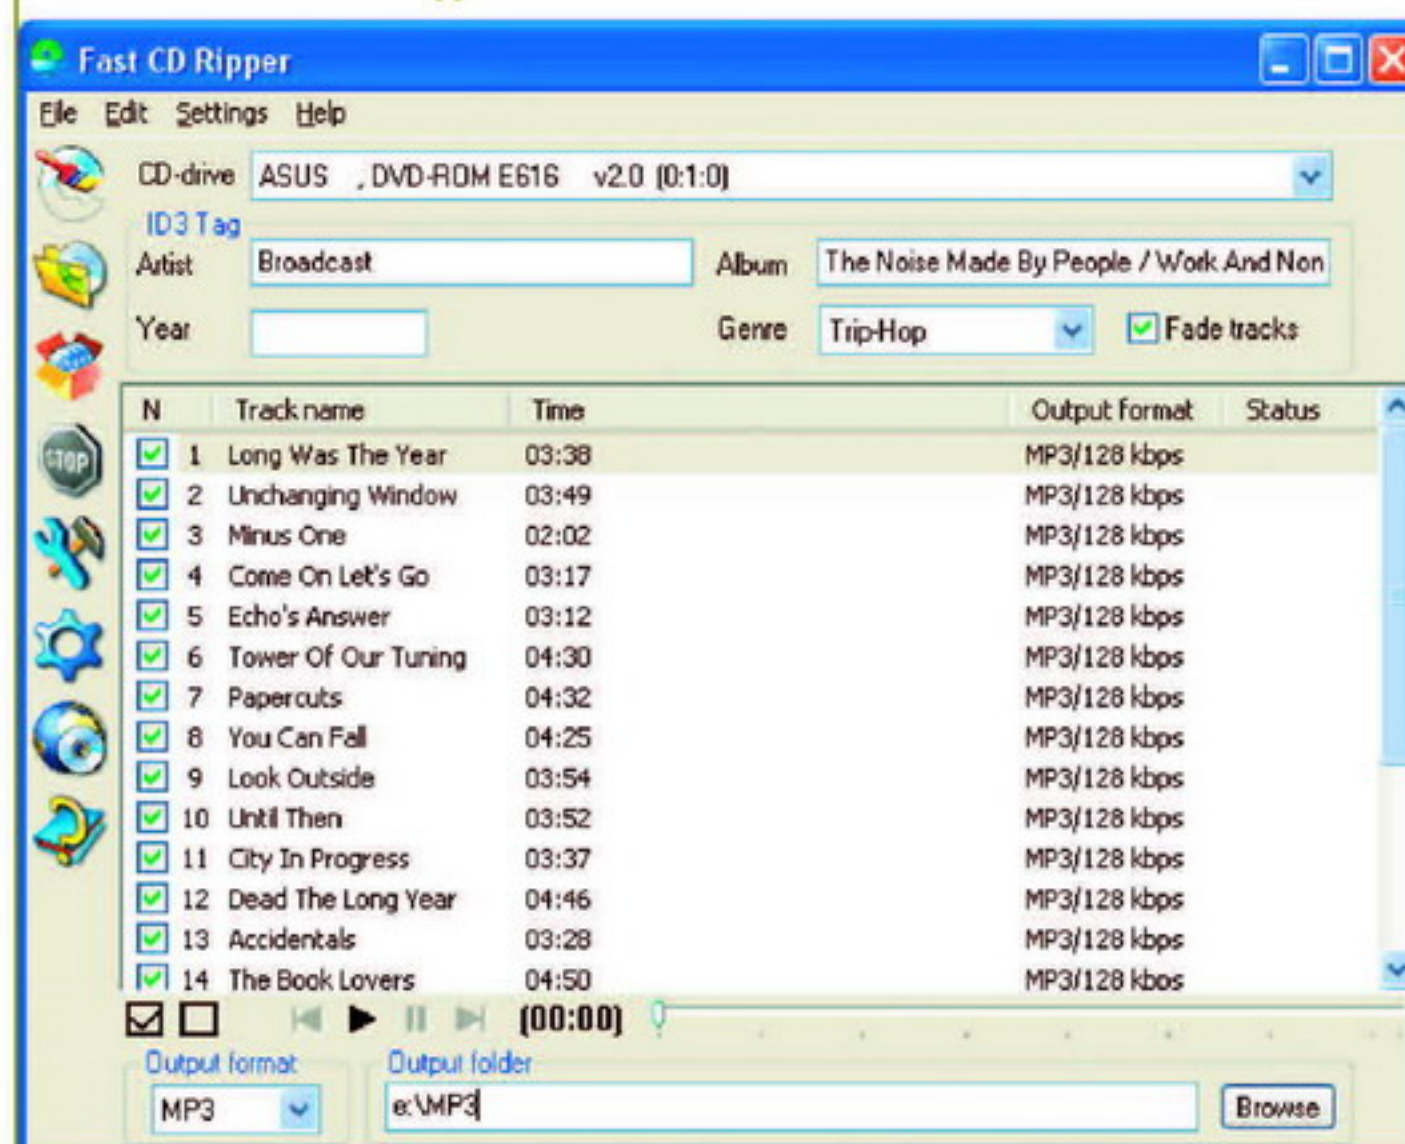 Fast CD Ripper
File Edit Settings Help
CD-drive ASUS , DVD-ROM E616 v2.0 (0:1:0)
ID3 Tag
Artist Broadcast Album The Noise Made By People / Work And Non
Year Genre Trip-Hop Fade tracks
N Track name Time Output format Status
1 Long Was The Year 03:38 MP3/128 kbps
2 Unchanging Window 03:49 MP3/128 kbps
3 Minus One 02:02 MP3/128 kbps
4 Come On Let's Go 03:17 MP3/128 kbps
5 Echo's Answer 03:12 MP3/128 kbps
6 Tower Of Our Tuning 04:30 MP3/128 kbps
7 Papercuts 04:32 MP3/128 kbps
8 You Can Fall 04:25 MP3/128 kbps
9 Look Outside 03:54 MP3/128 kbps
10 Until Then 03:52 MP3/128 kbps
11 City In Progress 03:37 MP3/128 kbps
12 Dead The Long Year 04:46 MP3/128 kbps
13 Accidentals 03:28 MP3/128 kbps
14 The Book Lovers 04:50 MP3/128 kbps
STOP
(00:00)
Output format Output folder
MP3 e:\MP3 Browse